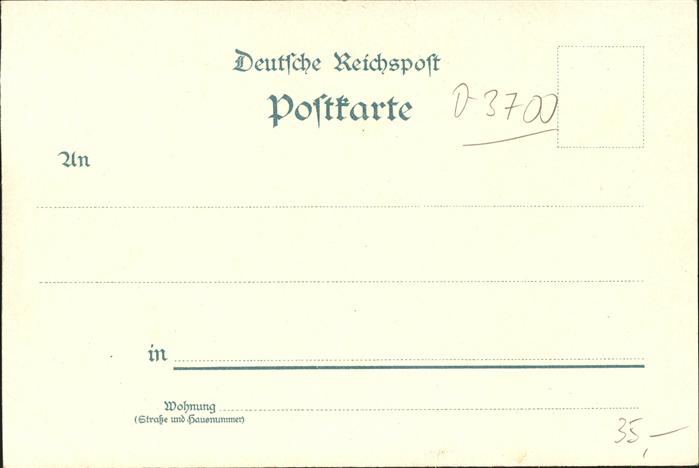 Deutſche Reichspoſt
Poſtkarte
D-3700
An
in
Wohnung
(Straße und Hausnummer)
35,-